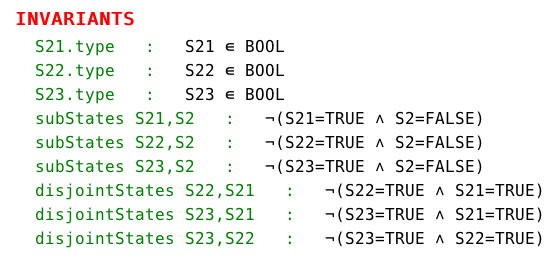 INVARIANTS
S21.type : S21 ∈ BOOL
S22.type : S22 ∈ BOOL
S23.type : S23 ∈ BOOL
subStates S21,S2 : ¬(S21=TRUE ∧ S2=FALSE)
subStates S22,S2 : ¬(S22=TRUE ∧ S2=FALSE)
subStates S23,S2 : ¬(S23=TRUE ∧ S2=FALSE)
disjointStates S22,S21 : ¬(S22=TRUE ∧ S21=TRUE)
disjointStates S23,S21 : ¬(S23=TRUE ∧ S21=TRUE)
disjointStates S23,S22 : ¬(S23=TRUE ∧ S22=TRUE)